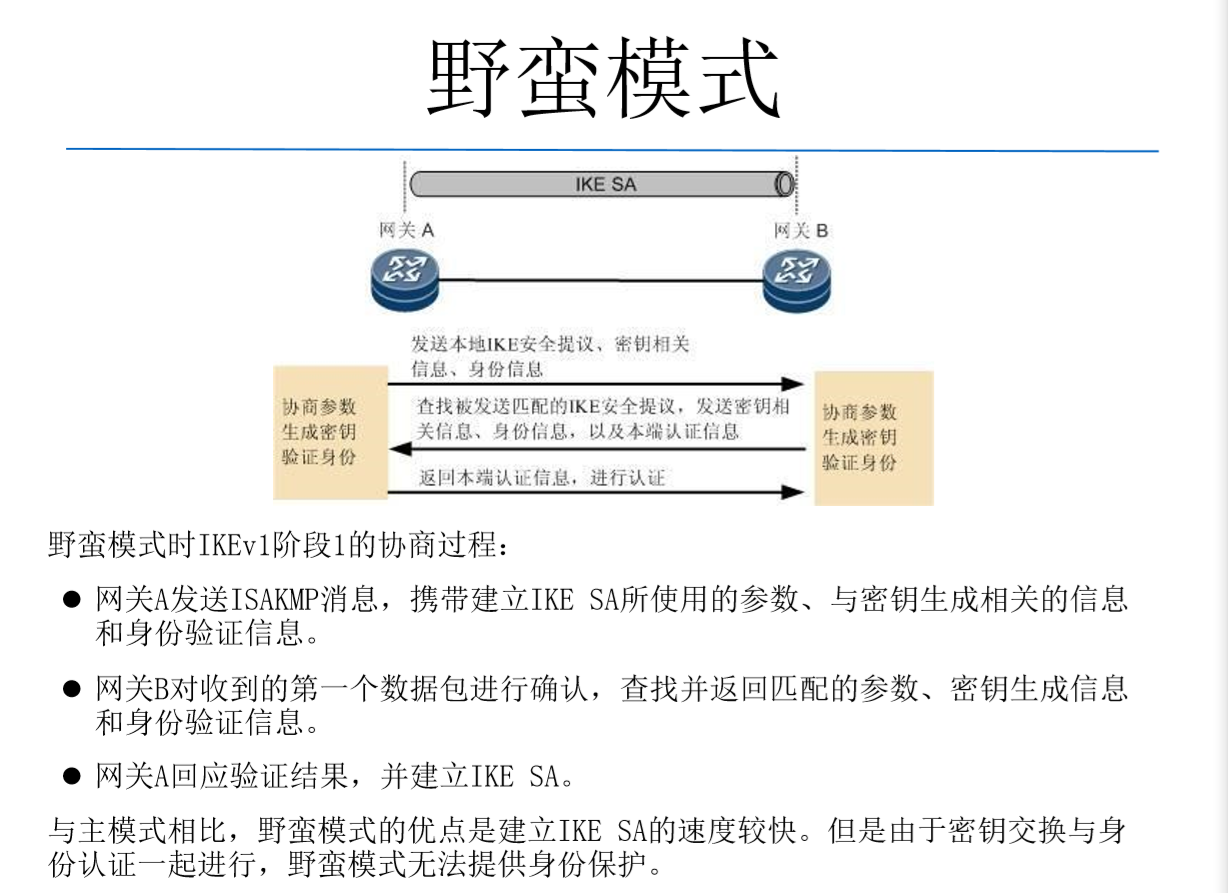 野蛮模式
IKE SA
网关 A
网关 B
发送本地IKE安全提议、密钥相关
信息、身份信息
协商参数
生成密钥
验证身份
查找被发送匹配的IKE安全提议，发送密钥相
关信息、身份信息，以及本端认证信息
协商参数
生成密钥
验证身份
返回本端认证信息，进行认证
野蛮模式时IKEv1阶段1的协商过程：
● 网关A发送ISAKMP消息，携带建立IKE SA所使用的参数、与密钥生成相关的信息
和身份验证信息。
● 网关B对收到的第一个数据包进行确认，查找并返回匹配的参数、密钥生成信息
和身份验证信息。
● 网关A回应验证结果，并建立IKE SA。
与主模式相比，野蛮模式的优点是建立IKE SA的速度较快。但是由于密钥交换与身
份认证一起进行，野蛮模式无法提供身份保护。